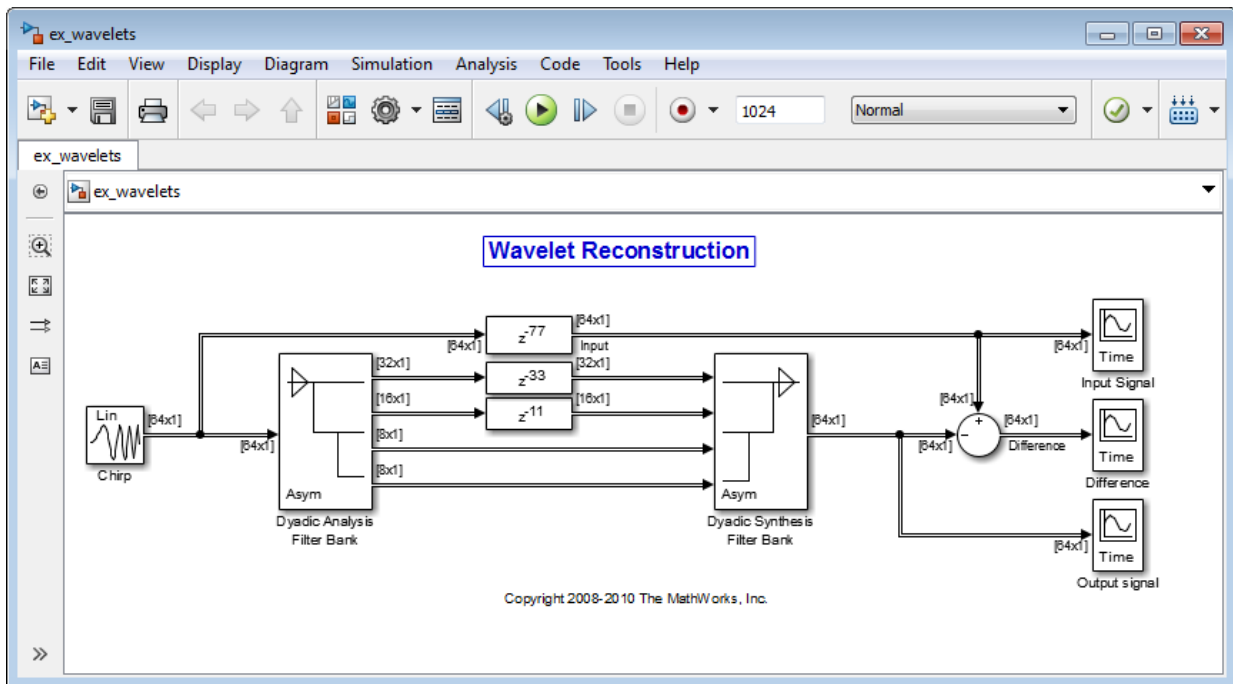 ex_wavelets
File Edit View Display Diagram Simulation Analysis Code Tools Help
1024 Normal
ex_wavelets
ex_wavelets
Wavelet Reconstruction
[64x1]
z-77
[64x1]
Input
[64x1]
Time
Input Signal
[32x1]
z-33
[32x1]
[16x1]
z-11
[16x1]
[8x1]
[8x1]
Lin
[64x1]
Chirp
[64x1]
Asym
Dyadic Analysis
Filter Bank
Asym
Dyadic Synthesis
Filter Bank
[64x1]
[64x1]
[64x1]
+
-
[64x1]
Difference
Time
Difference
[64x1]
Time
Output signal
Copyright 2008-2010 The MathWorks, Inc.